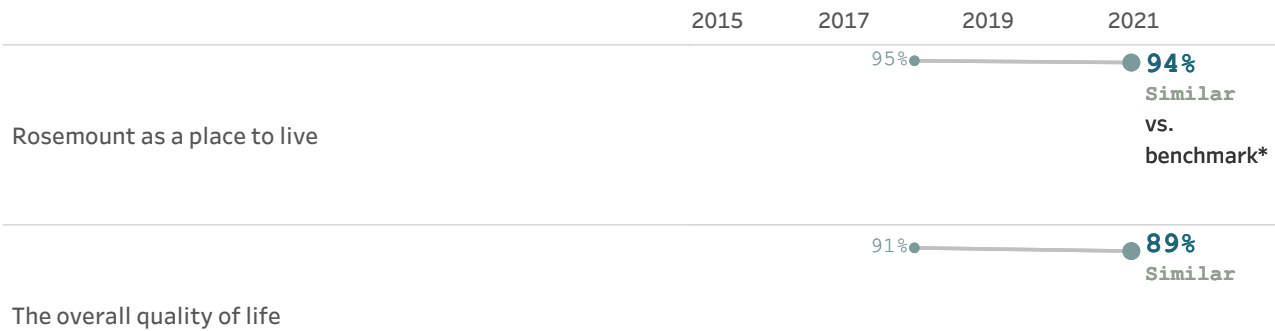 2015 2017 2019 2021
95% 94%
Similar
Rosemount as a place to live
vs.
benchmark*
91% 89%
Similar
The overall quality of life